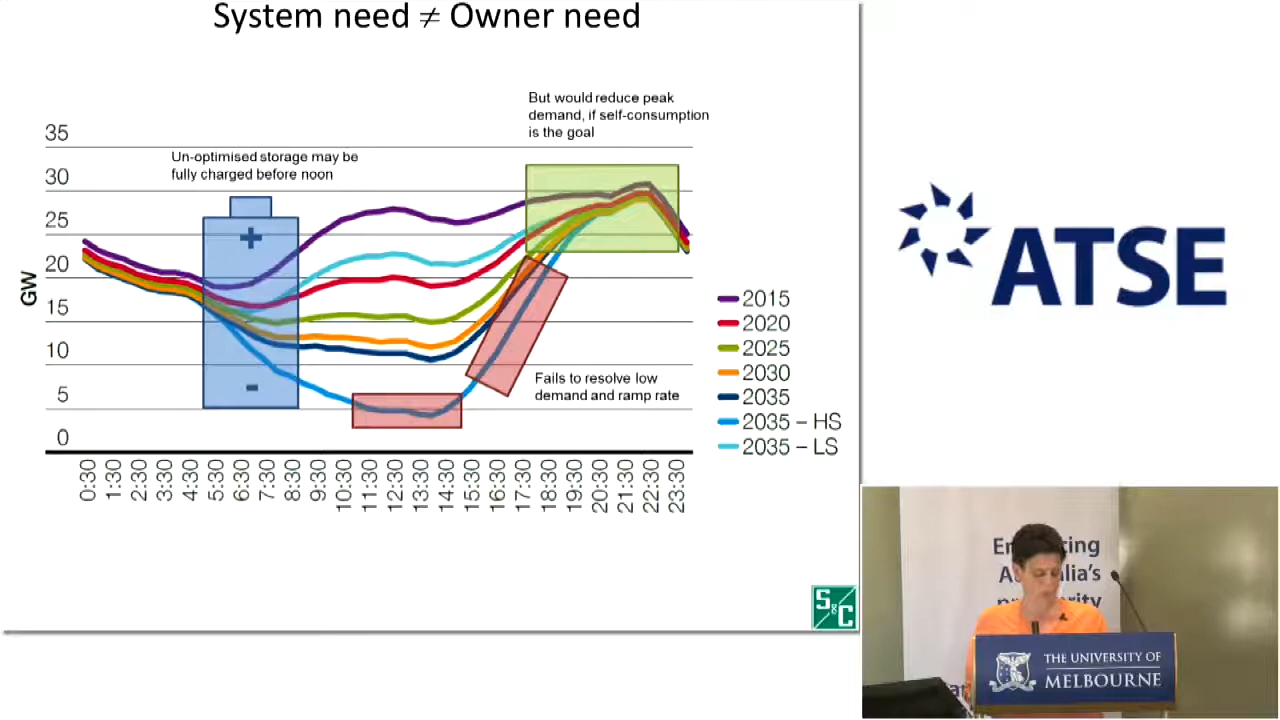 System need ≠ Owner need
But would reduce peak
demand, if self-consumption
is the goal
Un-optimised storage may be
fully charged before noon
35
30
25
20
15
10
5
0
GW
+
-
Fails to resolve low
demand and ramp rate
0:30
1:30
2:30
3:30
4:30
5:30
6:30
7:30
8:30
9:30
10:30
11:30
12:30
13:30
14:30
15:30
16:30
17:30
18:30
19:30
20:30
21:30
22:30
23:30
2015
2020
2025
2030
2035
2035 – HS
2035 – LS
S&C
ATSE
THE UNIVERSITY OF
MELBOURNE